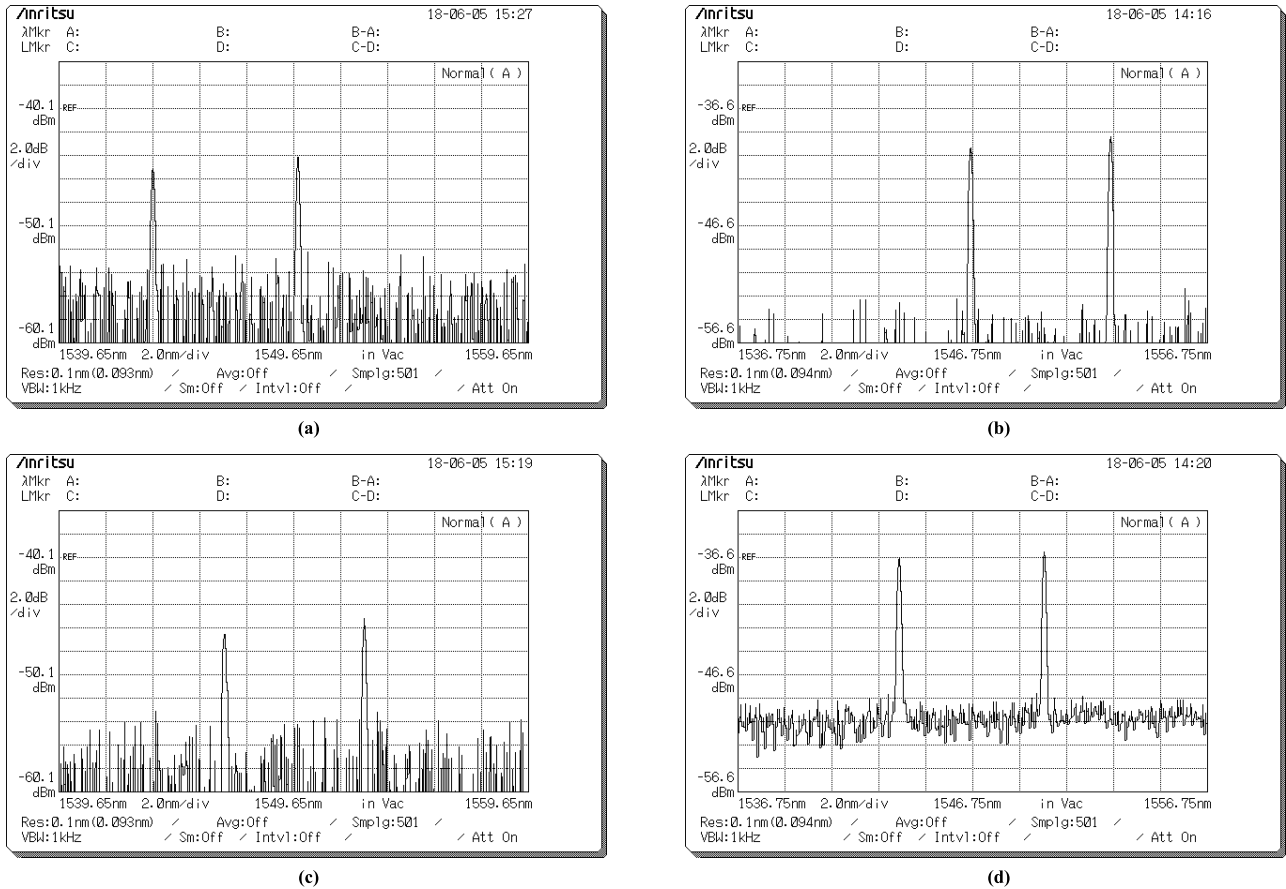 Anritsu 18-06-05 15:27
λMkr A: B: B-A:
LMkr C: D: C-D:
Normal ( A )
-40.1 REF
dBm
2.0dB
/div
-50.1
dBm
-60.1
dBm
1539.65nm 2.0nm/div 1549.65nm in Vac 1559.65nm
Res:0.1nm(0.093nm) / Avg:Off / Smplg:501 /
VBW:1kHz / Sm:Off / Intvl:Off / / Att On
(a)
Anritsu 18-06-05 14:16
λMkr A: B: B-A:
LMkr C: D: C-D:
Normal ( A )
-36.6 REF
dBm
2.0dB
/div
-46.6
dBm
-56.6
dBm
1536.75nm 2.0nm/div 1546.75nm in Vac 1556.75nm
Res:0.1nm(0.094nm) / Avg:Off / Smplg:501 /
VBW:1kHz / Sm:Off / Intvl:Off / / Att On
(b)
Anritsu 18-06-05 15:19
λMkr A: B: B-A:
LMkr C: D: C-D:
Normal ( A )
-40.1 REF
dBm
2.0dB
/div
-50.1
dBm
-60.1
dBm
1539.65nm 2.0nm/div 1549.65nm in Vac 1559.65nm
Res:0.1nm(0.093nm) / Avg:Off / Smplg:501 /
VBW:1kHz / Sm:Off / Intvl:Off / / Att On
(c)
Anritsu 18-06-05 14:20
λMkr A: B: B-A:
LMkr C: D: C-D:
Normal ( A )
-36.6 REF
dBm
2.0dB
/div
-46.6
dBm
-56.6
dBm
1536.75nm 2.0nm/div 1546.75nm in Vac 1556.75nm
Res:0.1nm(0.094nm) / Avg:Off / Smplg:501 /
VBW:1kHz / Sm:Off / Intvl:Off / / Att On
(d)